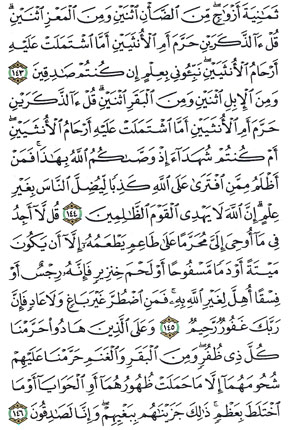 ثَمَٰنِيَةَ أَزْوَٰجٍ ۖ مِّنَ ٱلضَّأْنِ ٱثْنَيْنِ وَمِنَ ٱلْمَعْزِ ٱثْنَيْنِ ۗ
قُلْ ءَآلذَّكَرَيْنِ حَرَّمَ أَمِ ٱلْأُنثَيَيْنِ أَمَّا ٱشْتَمَلَتْ عَلَيْهِ
أَرْحَامُ ٱلْأُنثَيَيْنِ ۖ نَبِّـُٔونِى بِعِلْمٍ إِن كُنتُمْ صَٰدِقِينَ ١٤٣
وَمِنَ ٱلْإِبِلِ ٱثْنَيْنِ وَمِنَ ٱلْبَقَرِ ٱثْنَيْنِ ۗ قُلْ ءَآلذَّكَرَيْنِ
حَرَّمَ أَمِ ٱلْأُنثَيَيْنِ أَمَّا ٱشْتَمَلَتْ عَلَيْهِ أَرْحَامُ ٱلْأُنثَيَيْنِ ۖ
أَمْ كُنتُمْ شُهَدَآءَ إِذْ وَصَّىٰكُمُ ٱللَّهُ بِهَٰذَا ۚ فَمَنْ
أَظْلَمُ مِمَّنِ ٱفْتَرَىٰ عَلَى ٱللَّهِ كَذِبًا لِّيُضِلَّ ٱلنَّاسَ بِغَيْرِ
عِلْمٍ ۗ إِنَّ ٱللَّهَ لَا يَهْدِى ٱلْقَوْمَ ٱلظَّٰلِمِينَ ١٤٤ قُل لَّآ أَجِدُ
فِى مَآ أُوحِىَ إِلَىَّ مُحَرَّمًا عَلَىٰ طَاعِمٍ يَطْعَمُهُۥٓ إِلَّآ أَن يَكُونَ
مَيْتَةً أَوْ دَمًا مَّسْفُوحًا أَوْ لَحْمَ خِنزِيرٍ فَإِنَّهُۥ رِجْسٌ أَوْ
فِسْقًا أُهِلَّ لِغَيْرِ ٱللَّهِ بِهِۦ ۚ فَمَنِ ٱضْطُرَّ غَيْرَ بَاغٍ وَلَا عَادٍ فَإِنَّ
رَبَّكَ غَفُورٌ رَّحِيمٌ ١٤٥ وَعَلَى ٱلَّذِينَ هَادُوا۟ حَرَّمْنَا
كُلَّ ذِى ظُفُرٍ ۖ وَمِنَ ٱلْبَقَرِ وَٱلْغَنَمِ حَرَّمْنَا عَلَيْهِمْ
شُحُومَهُمَآ إِلَّا مَا حَمَلَتْ ظُهُورُهُمَآ أَوِ ٱلْحَوَايَآ أَوْ مَا
ٱخْتَلَطَ بِعَظْمٍ ۚ ذَٰلِكَ جَزَيْنَٰهُم بِبَغْيِهِمْ ۖ وَإِنَّا لَصَٰدِقُونَ ١٤٦